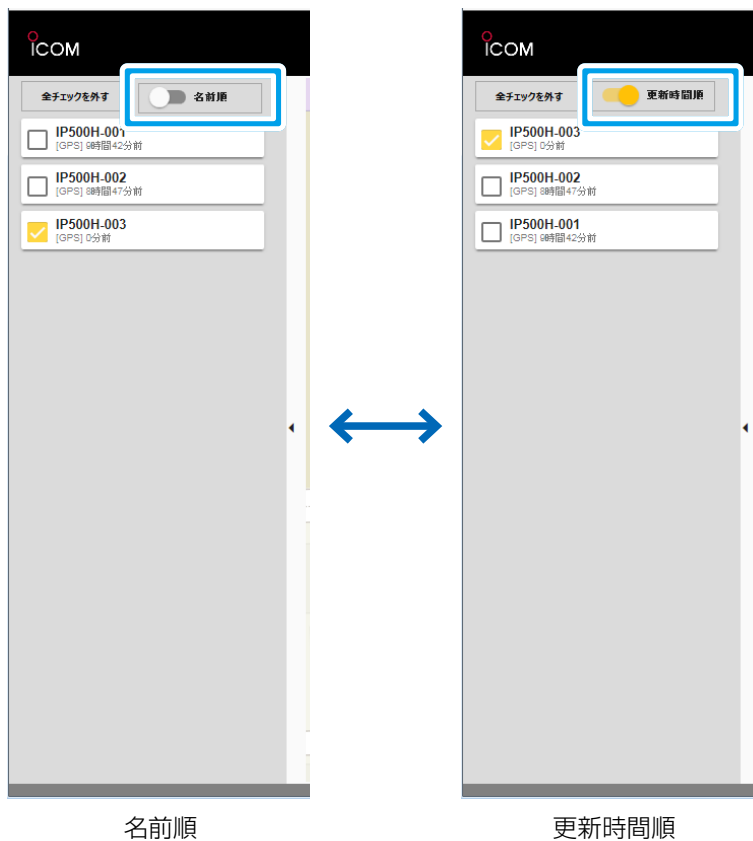 ICOM
全チェックを外す
名前順
IP500H-001
[GPS] 9時間42分前
IP500H-002
[GPS] 8時間47分前
IP500H-003
[GPS] 0分前
名前順
ICOM
全チェックを外す
更新時間順
IP500H-003
[GPS] 0分前
IP500H-002
[GPS] 8時間47分前
IP500H-001
[GPS] 9時間42分前
更新時間順